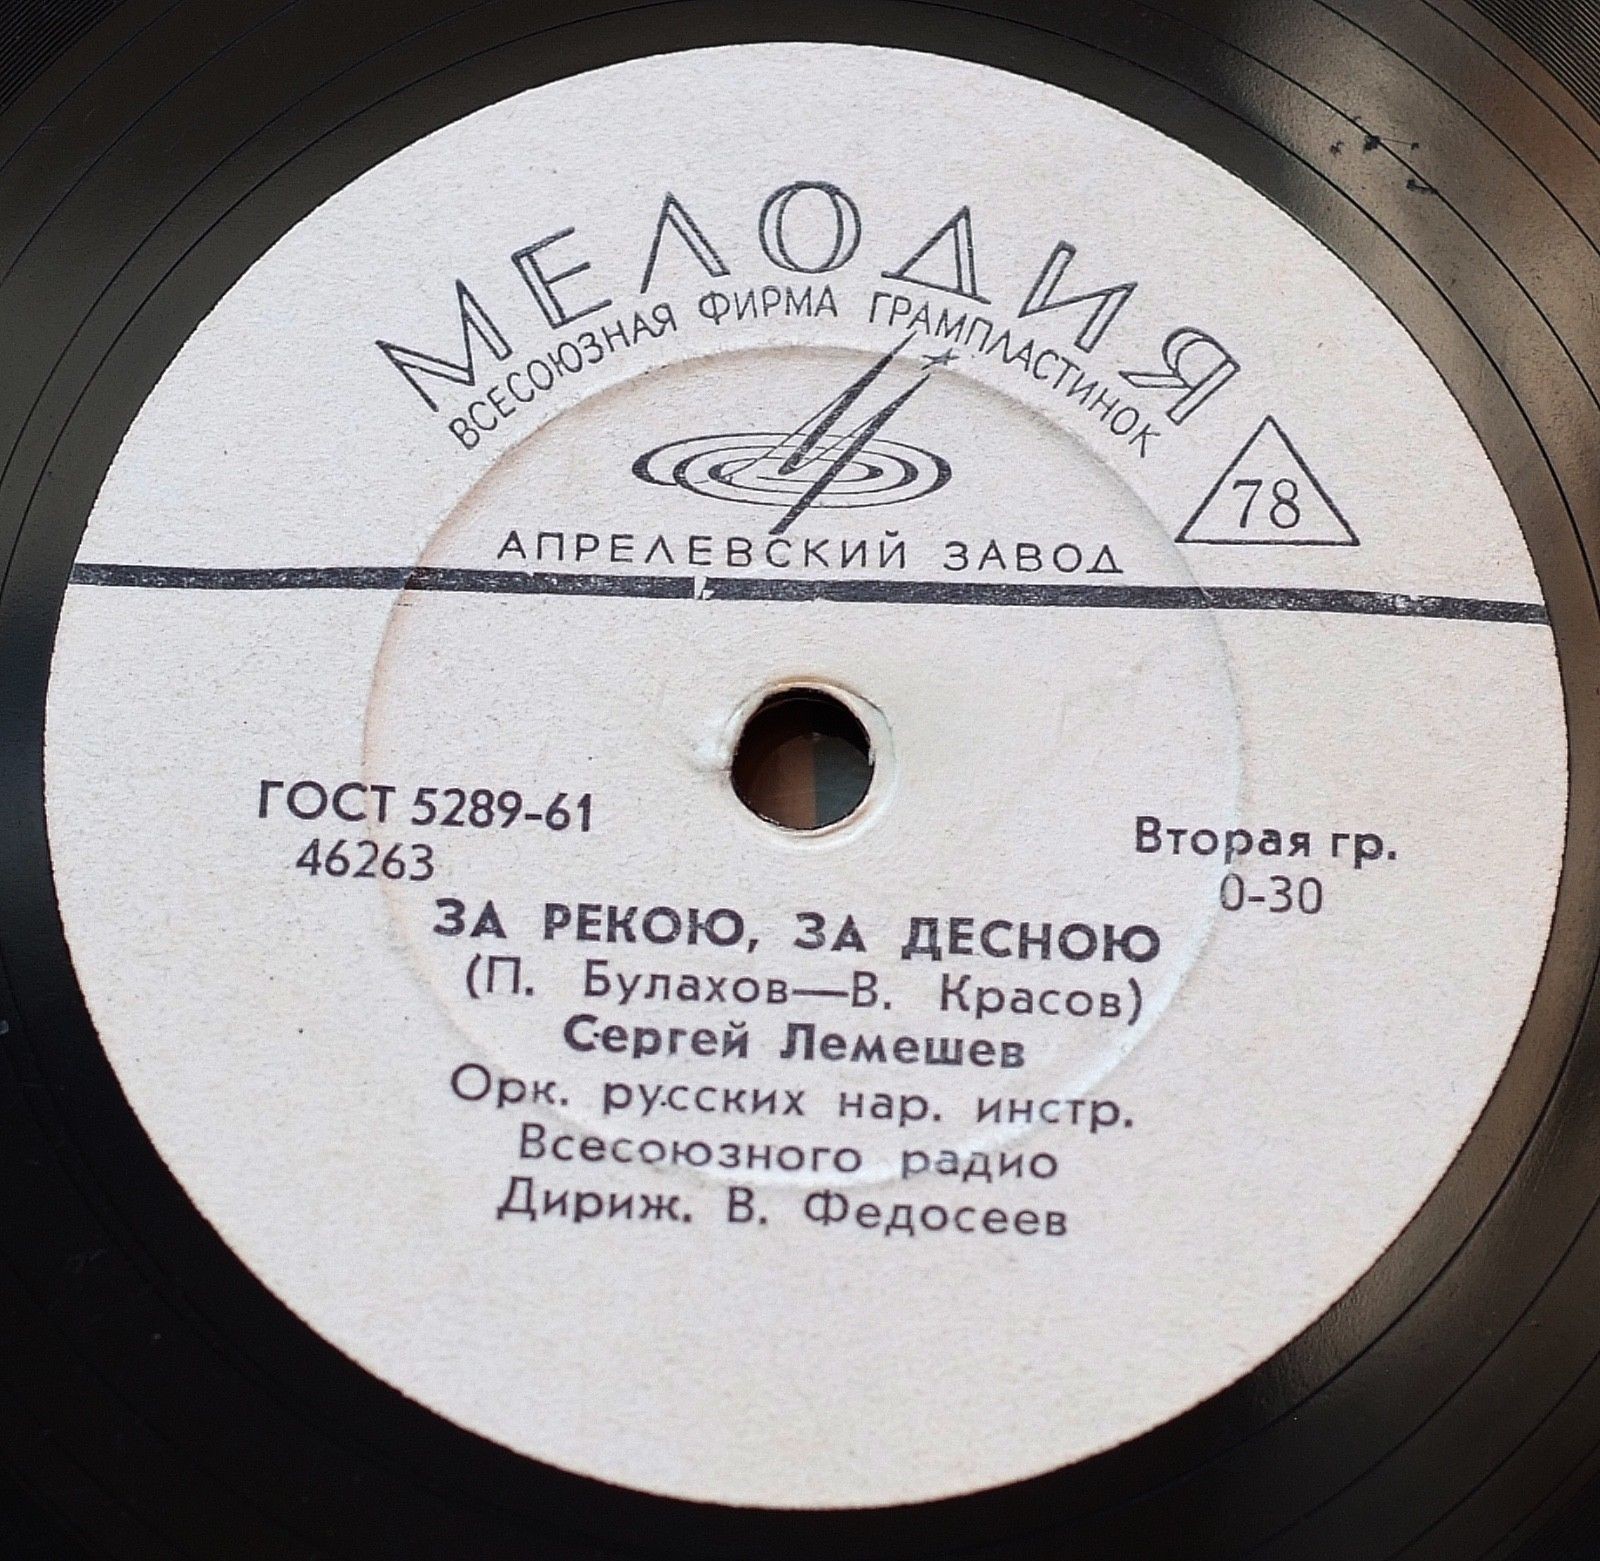 МЕЛОДИЯ
ВСЕСОЮЗНАЯ ФИРМА ГРАМПЛАСТИНОК
78
АПРЕЛЕВСКИЙ ЗАВОД
ГОСТ 5289-61
46263
Вторая гр.
0-30
ЗА РЕКОЮ, ЗА ДЕСНОЮ
(П. Булахов—В. Красов)
Сергей Лемешев
Орк. русских нар. инстр.
Всесоюзного радио
Дириж. В. Федосеев